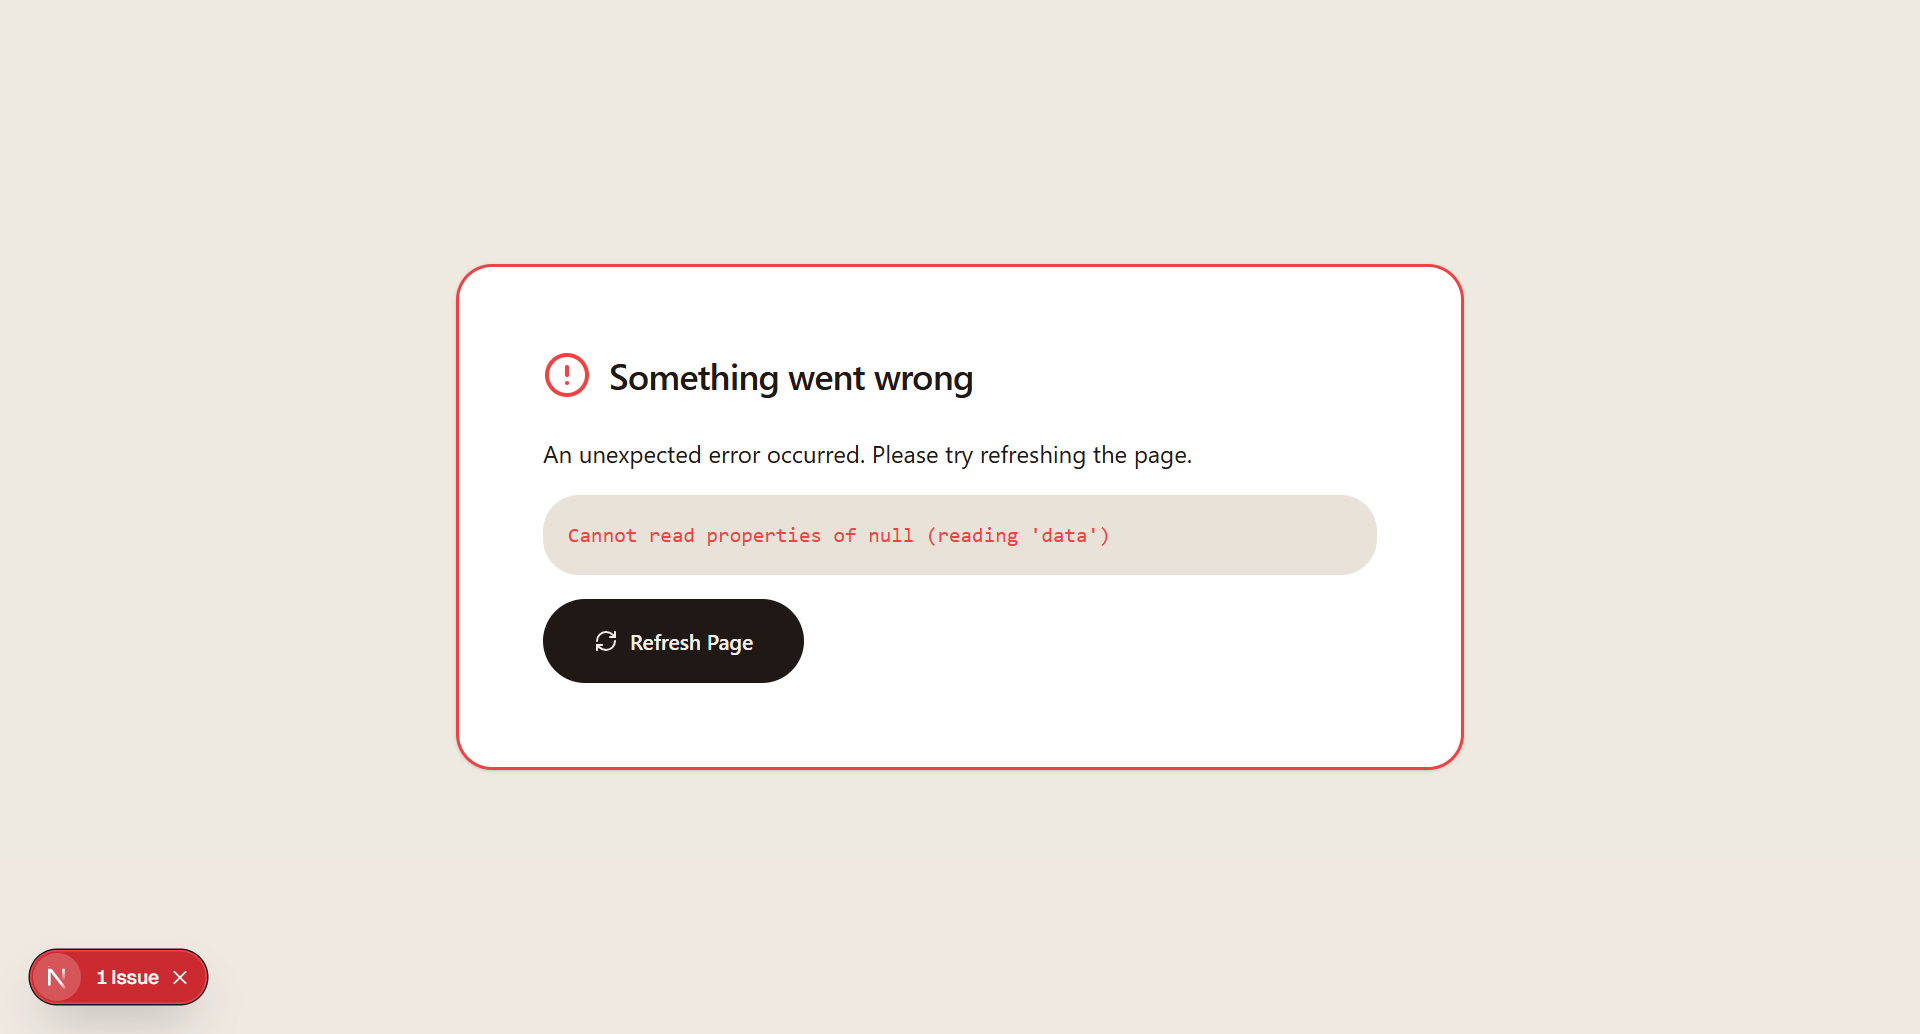 Something went wrong
An unexpected error occurred. Please try refreshing the page.
Cannot read properties of null (reading 'data')
Refresh Page
N 1 Issue